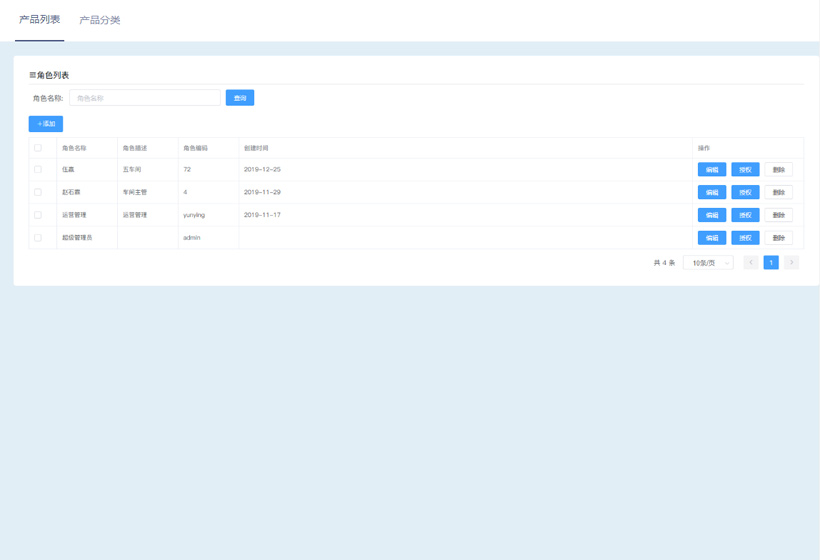 产品列表 产品分类
角色列表
角色名称: 角色名称 查询
+添加
角色名称 角色描述 角色编码 创建时间 操作
伍嘉 五车间 72 2019-12-25 编辑 授权 删除
车间主管 4 2019-11-29 编辑 授权 删除
运营管理 运营管理 yunying 2019-11-17 编辑 授权 删除
超级管理员 admin 编辑 授权 删除
共 4 条 10条/页 1